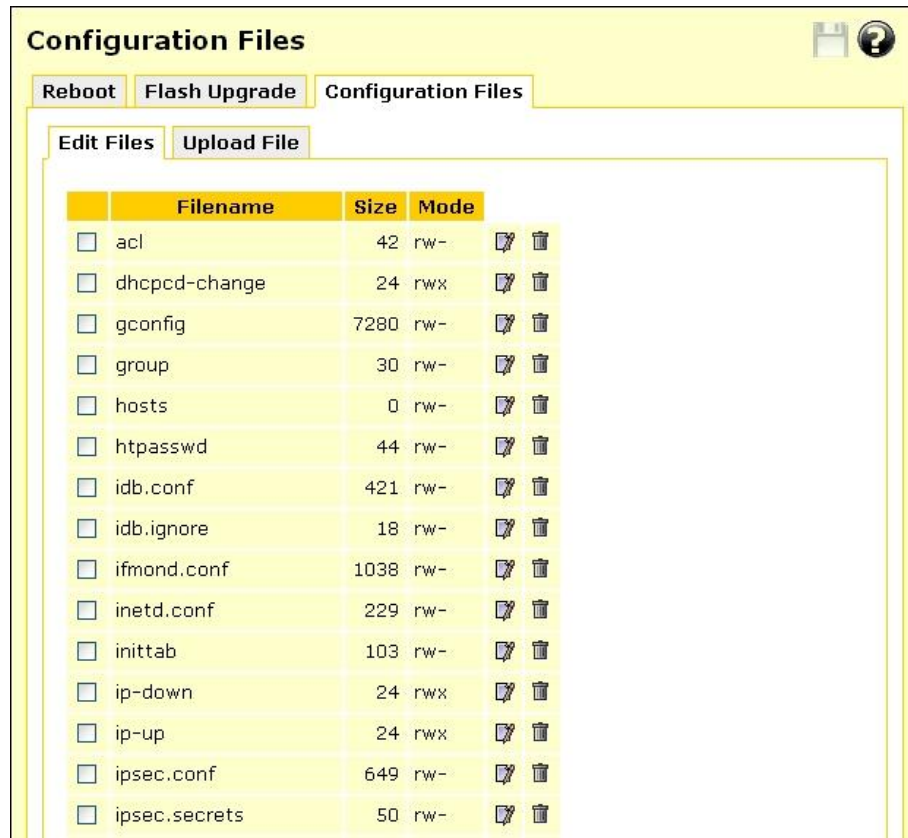 Configuration Files
Reboot Flash Upgrade Configuration Files
Edit Files Upload File
Filename Size Mode
acl 42 rw-
dhcpcd-change 24 rwx
gconfig 7280 rw-
group 30 rw-
hosts 0 rw-
htpasswd 44 rw-
idb.conf 421 rw-
idb.ignore 18 rw-
ifmond.conf 1038 rw-
inetd.conf 229 rw-
inittab 103 rw-
ip-down 24 rwx
ip-up 24 rwx
ipsec.conf 649 rw-
ipsec.secrets 50 rw-